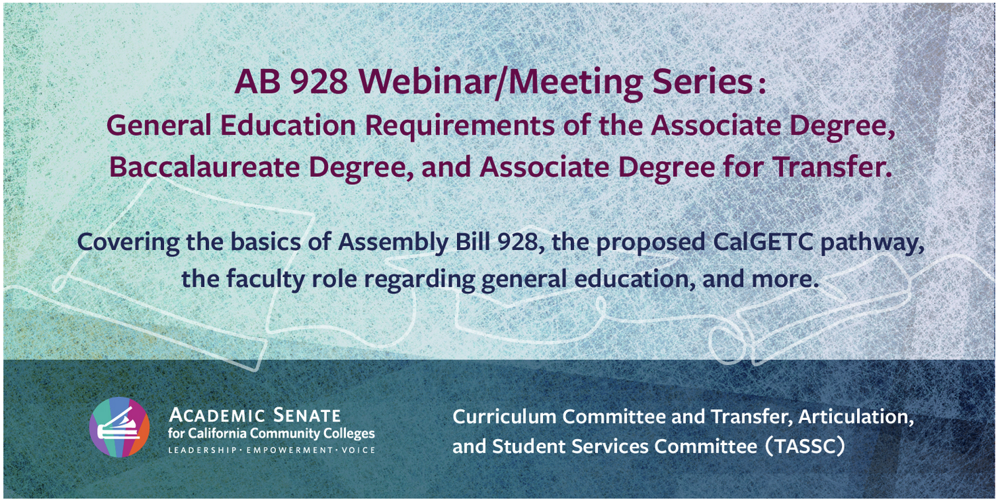 AB 928 Webinar/Meeting Series:
General Education Requirements of the Associate Degree,
Baccalaureate Degree, and Associate Degree for Transfer.
Covering the basics of Assembly Bill 928, the proposed CalGETC pathway,
the faculty role regarding general education, and more.
ACADEMIC SENATE
for California Community Colleges
LEADERSHIP · EMPOWERMENT · VOICE
Curriculum Committee and Transfer, Articulation,
and Student Services Committee (TASSC)